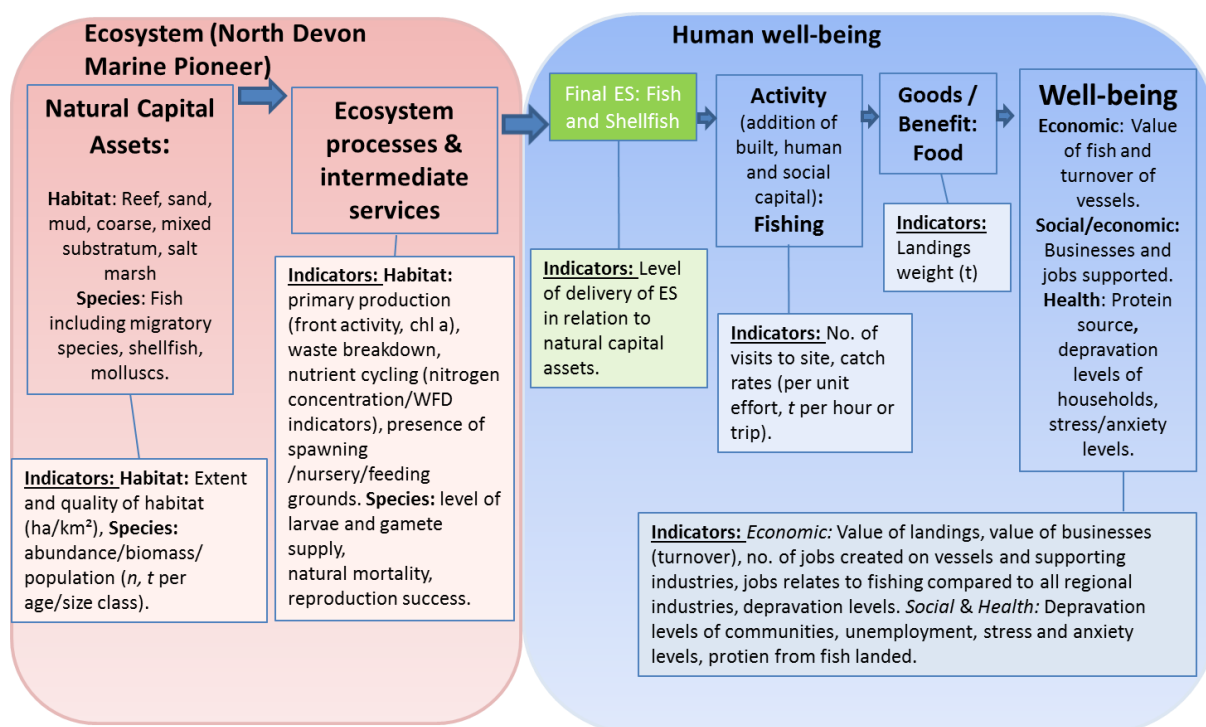 Ecosystem (North Devon
Marine Pioneer)
Natural Capital
Assets:
Habitat: Reef, sand,
mud, coarse, mixed
substratum, salt
marsh
Species: Fish
including migratory
species, shellfish,
molluscs.
Indicators: Habitat: Extent
and quality of habitat
(ha/km²), Species:
abundance/biomass/
population (n, t per
age/size class).
Ecosystem
processes &
intermediate
services
Indicators: Habitat:
primary production
(front activity, chl a),
waste breakdown,
nutrient cycling (nitrogen
concentration/WFD
indicators), presence of
spawning
/nursery/feeding
grounds. Species: level of
larvae and gamete
supply,
natural mortality,
reproduction success.
Human well-being
Final ES: Fish
and Shellfish
Indicators: Level
of delivery of ES
in relation to
natural capital
assets.
Activity
(addition of
built, human
and social
capital):
Fishing
Indicators: No. of
visits to site, catch
rates (per unit
effort, t per hour or
trip).
Goods /
Benefit:
Food
Indicators:
Landings
weight (t)
Well-being
Economic: Value
of fish and
turnover of
vessels.
Social/economic:
Businesses and
jobs supported.
Health: Protein
source,
depravation
levels of
households,
stress/anxiety
levels.
Indicators: Economic: Value of landings, value of businesses
(turnover), no. of jobs created on vessels and supporting
industries, jobs relates to fishing compared to all regional
industries, depravation levels. Social & Health: Depravation
levels of communities, unemployment, stress and anxiety
levels, protien from fish landed.